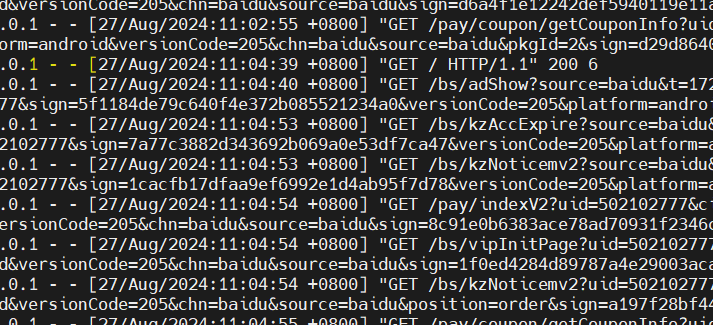 d&versionCode=205&chn=baidu&source=baidu&sign=d6a4f1e12242def5940119e11a
.0.1 - - [27/Aug/2024:11:02:55 +0800] "GET /pay/coupon/getCouponInfo?uid
orm=android&versionCode=205&chn=baidu&source=baidu&pkgId=2&sign=d29d8640
.0.1 - - [27/Aug/2024:11:04:39 +0800] "GET / HTTP/1.1" 200 6
.0.1 - - [27/Aug/2024:11:04:40 +0800] "GET /bs/adShow?source=baidu&t=172
77&sign=5f1184de79c640f4e372b085521234a0&versionCode=205&platform=androi
.0.1 - - [27/Aug/2024:11:04:53 +0800] "GET /bs/kzAccExpire?source=baidu&
2102777&sign=7a77c3882d343692b069a0e53df7ca47&versionCode=205&platform=a
.0.1 - - [27/Aug/2024:11:04:53 +0800] "GET /bs/kzNoticemv2?source=baidu&
2102777&sign=1cacfb17dfaa9ef6992e1d4ab95f7d78&versionCode=205&platform=a
.0.1 - - [27/Aug/2024:11:04:54 +0800] "GET /pay/indexV2?uid=502102777&cf
ersionCode=205&chn=baidu&source=baidu&sign=8c91e0b6383ace78ad70931f2346c
.0.1 - - [27/Aug/2024:11:04:54 +0800] "GET /bs/vipInitPage?uid=502102777
d&versionCode=205&chn=baidu&source=baidu&sign=1f0ed4284d89787a4e29003aca
.0.1 - - [27/Aug/2024:11:04:54 +0800] "GET /bs/kzNoticemv2?uid=502102777
d&versionCode=205&chn=baidu&source=baidu&position=order&sign=a197f28bf44
.0.1 - - [27/Aug/2024:11:04:55 +0800] "GET /pay/coupon/getCouponInfo?uid